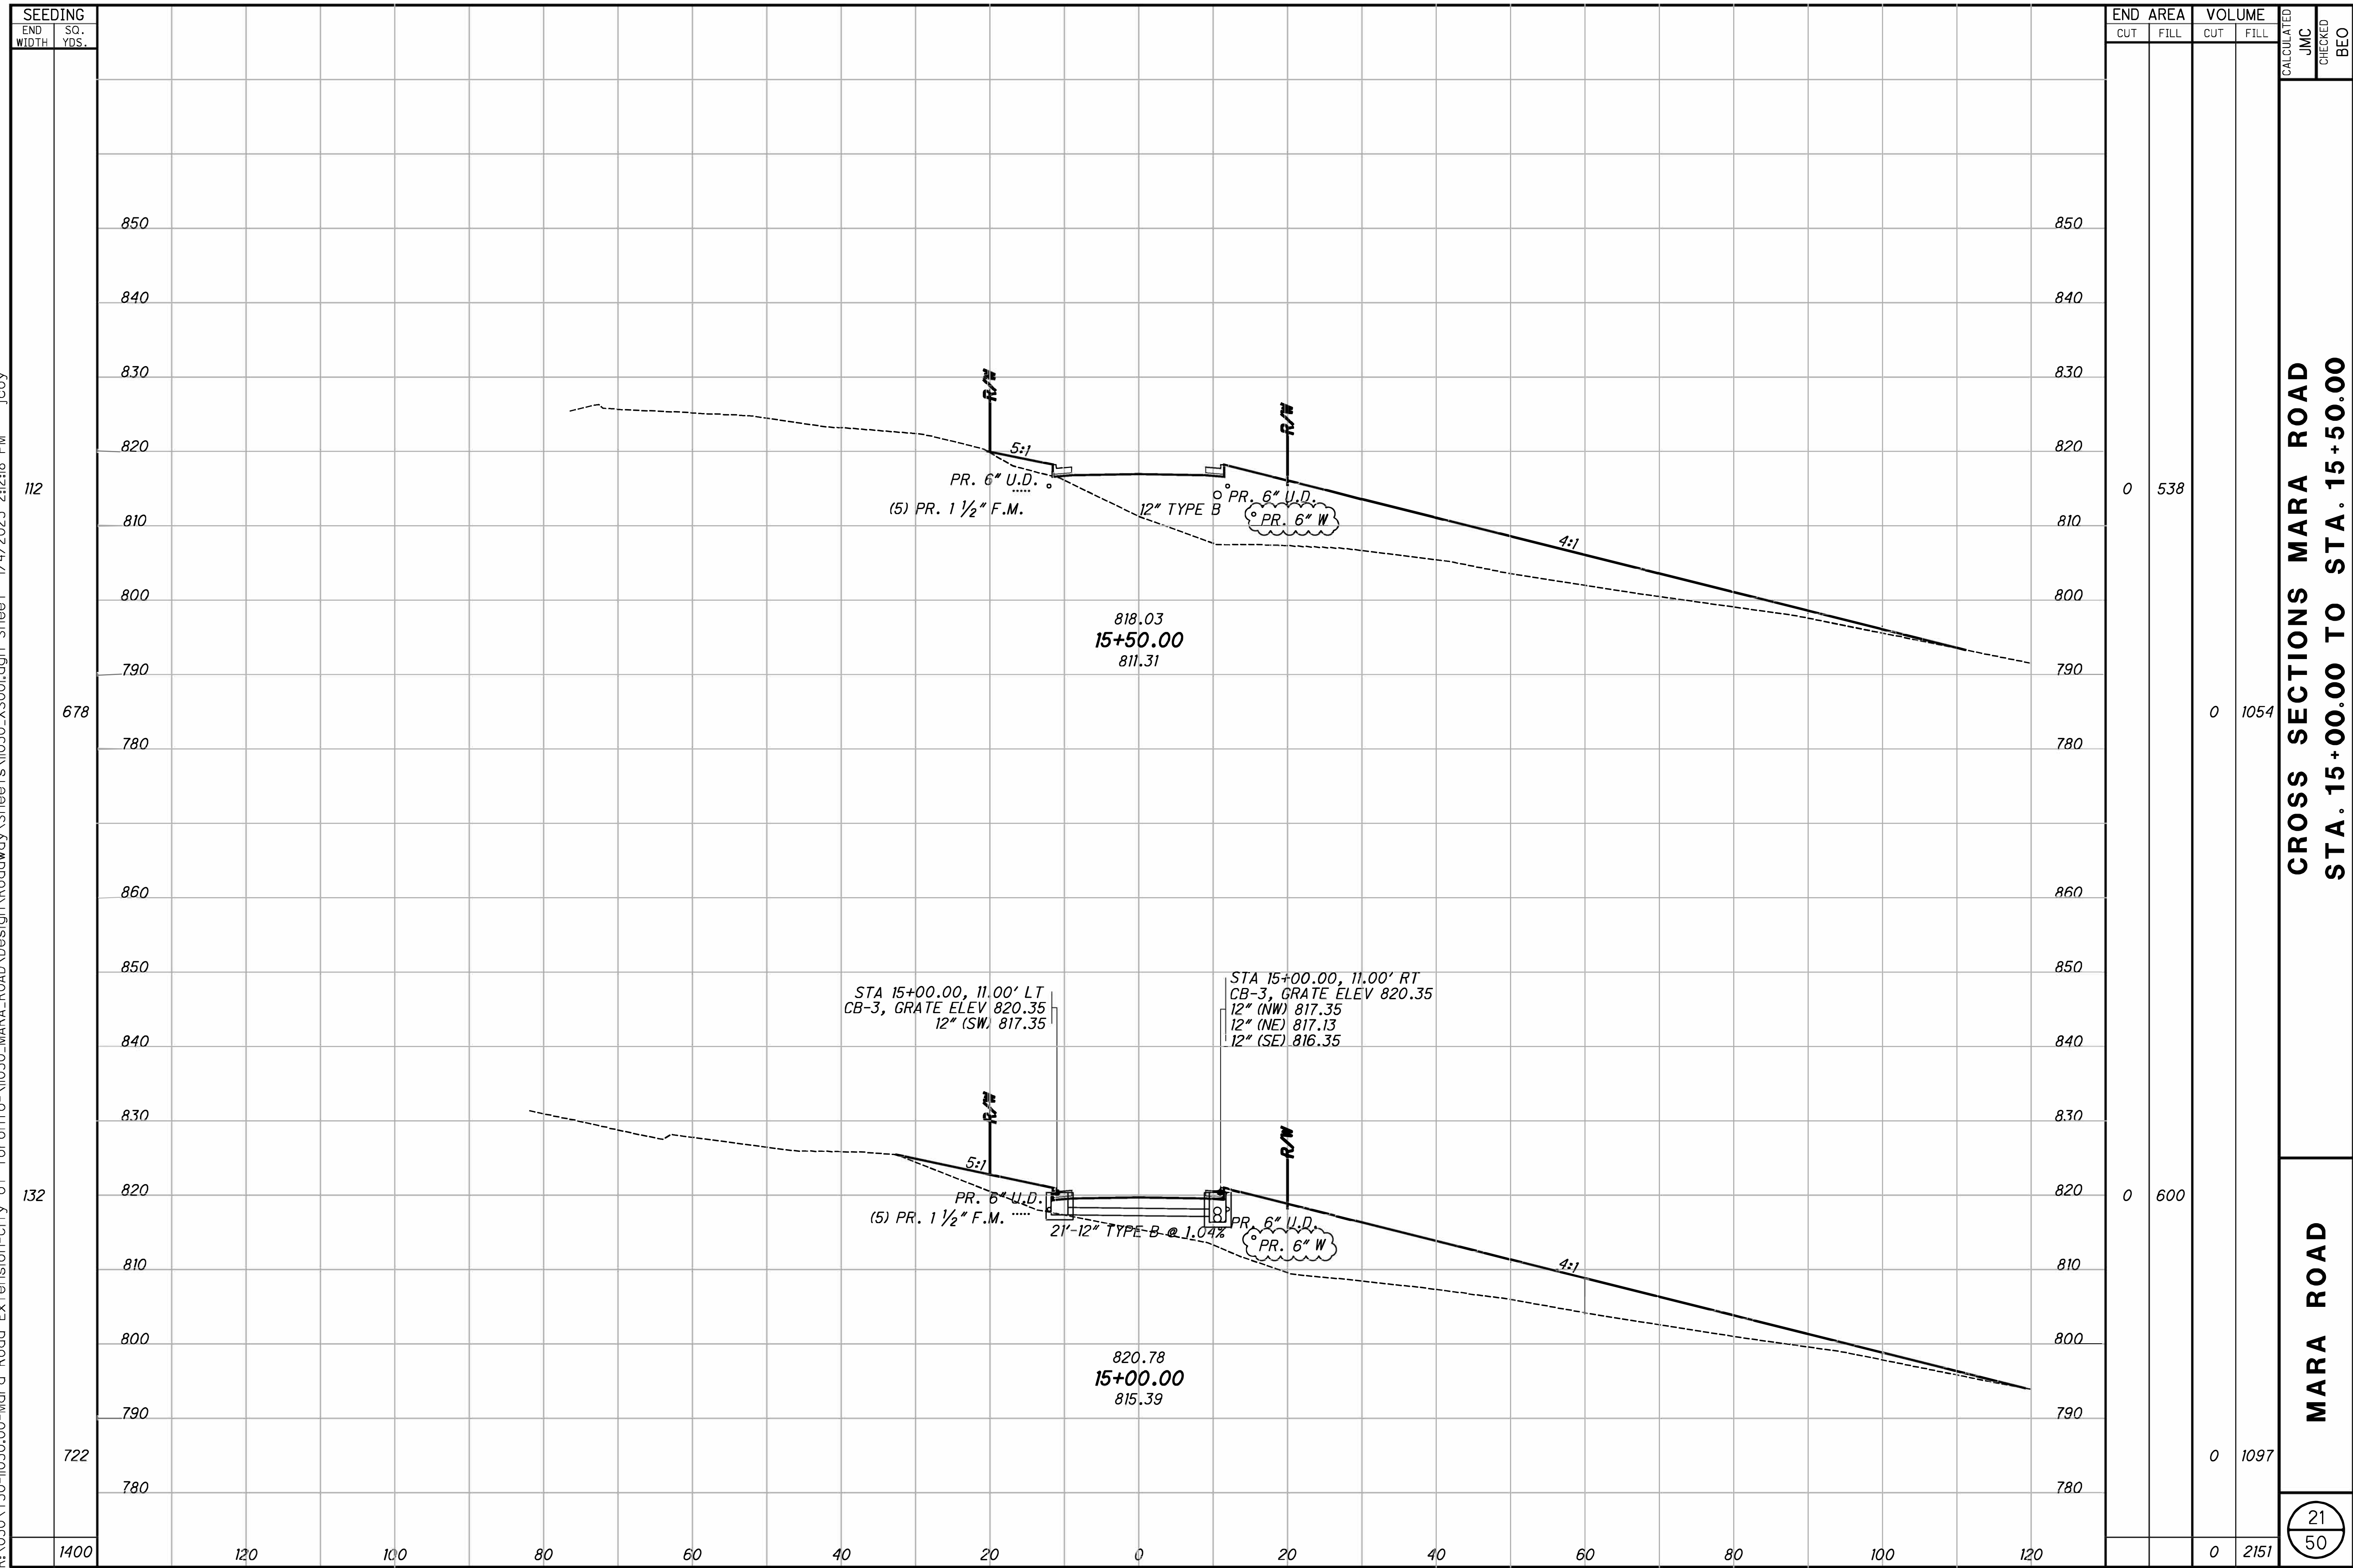 SEEDING
END WIDTH
SQ. YDS.
END AREA
VOLUME
CUT
FILL
CUT
FILL
CALCULATED
JMC
CHECKED
BEO
850
850
840
840
830
830
R/W
R/W
820
820
5:1
PR. 6" U.D.
(5) PR. 1 ½" F.M.
12" TYPE B
PR. 6" U.D.
PR. 6" W
112
0
538
810
810
4:1
800
800
818.03
15+50.00
811.31
790
790
678
0
1054
780
780
860
860
850
850
STA 15+00.00, 11.00' LT
CB-3, GRATE ELEV 820.35
12" (SW) 817.35
STA 15+00.00, 11.00' RT
CB-3, GRATE ELEV 820.35
12" (NW) 817.35
12" (NE) 817.13
12" (SE) 816.35
840
840
830
830
R/W
R/W
5:1
132
820
820
0
600
PR. 6" U.D.
(5) PR. 1 ½" F.M.
21'-12" TYPE B @ 1.04%
PR. 6" U.D.
PR. 6" W
810
810
4:1
800
800
820.78
15+00.00
815.39
790
790
722
0
1097
780
780
1400
120
100
80
60
40
20
0
20
40
60
80
100
120
0
2151
CROSS SECTIONS MARA ROAD
STA. 15+00.00 TO STA. 15+50.00
MARA ROAD
21
50